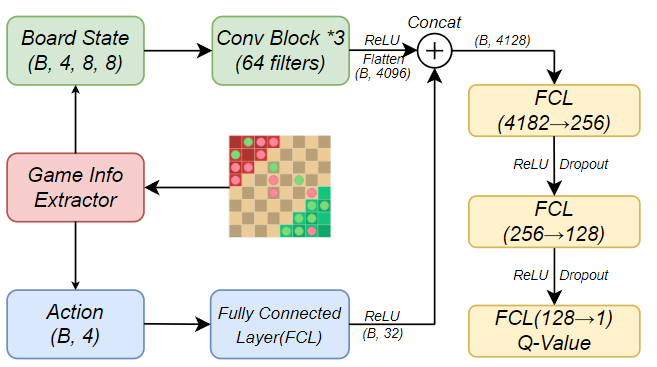 Board State
(B, 4, 8, 8)
Conv Block *3
(64 filters)
ReLU
Flatten
(B, 4096)
Concat
+
(B, 4128)
FCL
(4182→256)
ReLU Dropout
FCL
(256→128)
ReLU Dropout
FCL(128→1)
Q-Value
Game Info
Extractor
Action
(B, 4)
Fully Connected
Layer(FCL)
ReLU
(B, 32)